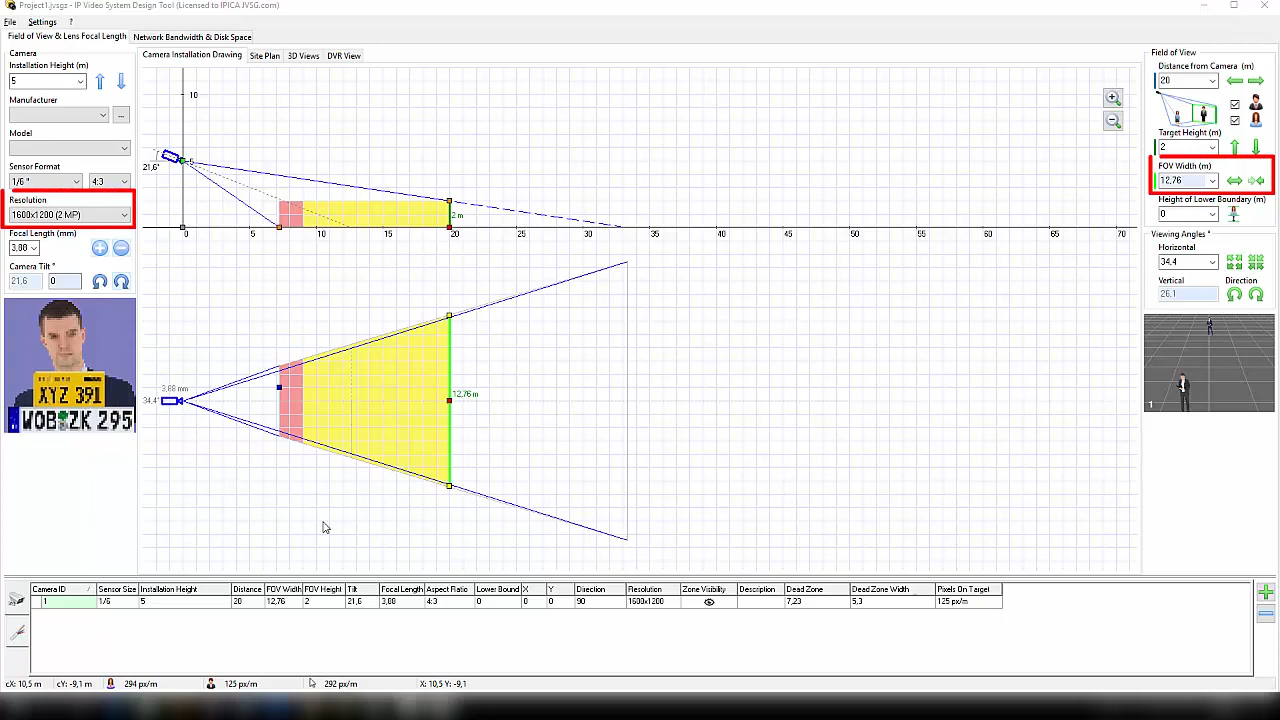 Project1.jvsgz - IP Video System Design Tool (Licensed to IPICA JVSG.com)
File Settings ?
Field of View & Lens Focal Length Network Bandwidth & Disk Space
Camera
Installation Height (m)
5
Manufacturer
...
Model
Sensor Format
1/6 " 4:3
Resolution
1600x1200 (2 MP)
Focal Length (mm)
3,88
Camera Tilt °
21,6 0
XYZ 391
WOB ZK 295
Camera Installation Drawing Site Plan 3D Views DVR View
10
5
21,6°
2 m
0 5 10 15 20 25 30 35 40 45 50 55 60 65 70
3,88 mm
34.4°
12,76 m
Field of View
Distance from Camera (m)
20
Target Height (m)
2
FOV Width (m)
12,76
Height of Lower Boundary (m)
0
Viewing Angles °
Horizontal
34.4
Vertical Direction
26.1
1
Camera ID Sensor Size Installation Height Distance FOV Width FOV Height Tilt Focal Length Aspect Ratio Lower Bound X Y Direction Resolution Zone Visibility Description Dead Zone Dead Zone Width Pixels On Target
1 1/6 5 20 12,76 2 21,6 3,88 4:3 0 0 0 90 1600x1200 7,23 5,3 125 px/m
cX: 10,5 m cY: -9,1 m 294 px/m 125 px/m 292 px/m X: 10,5 Y: -9,1